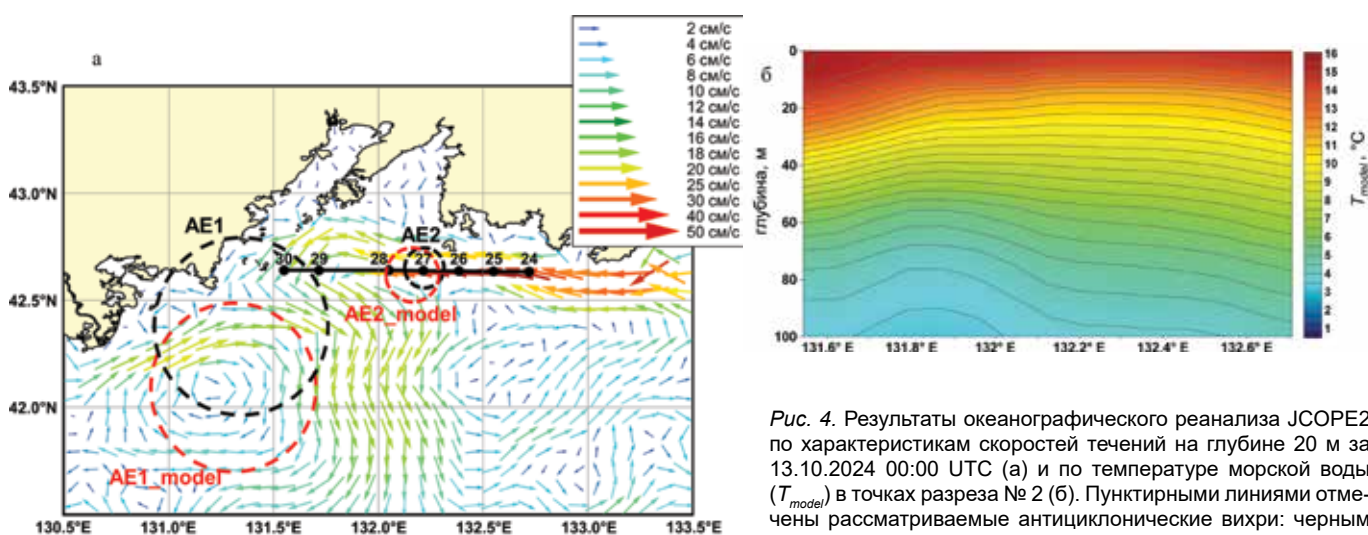 а
2 см/с
4 см/с
6 см/с
8 см/с
10 см/с
12 см/с
14 см/с
16 см/с
18 см/с
20 см/с
25 см/с
30 см/с
40 см/с
50 см/с
43.5°N
43.0°N
42.5°N
42.0°N
AE1
AE2
30 29 28 27 26 25 24
AE2_model
AE1_model
130.5°E 131.0°E 131.5°E 132.0°E 132.5°E 133.0°E 133.5°E
б
глубина, м
0
20
40
60
80
100
131.6° E 131.8° E 132° E 132.2° E 132.4° E 132.6° E
16
15
14
13
12
11
10
9
8
7
6
5
4
3
2
1
T model, °C
Рис. 4. Результаты океанографического реанализа JCOPE2
по характеристикам скоростей течений на глубине 20 м за
13.10.2024 00:00 UTC (а) и по температуре морской воды
(T model) в точках разреза № 2 (б). Пунктирными линиями отме-
чены рассматриваемые антициклонические вихри: черным